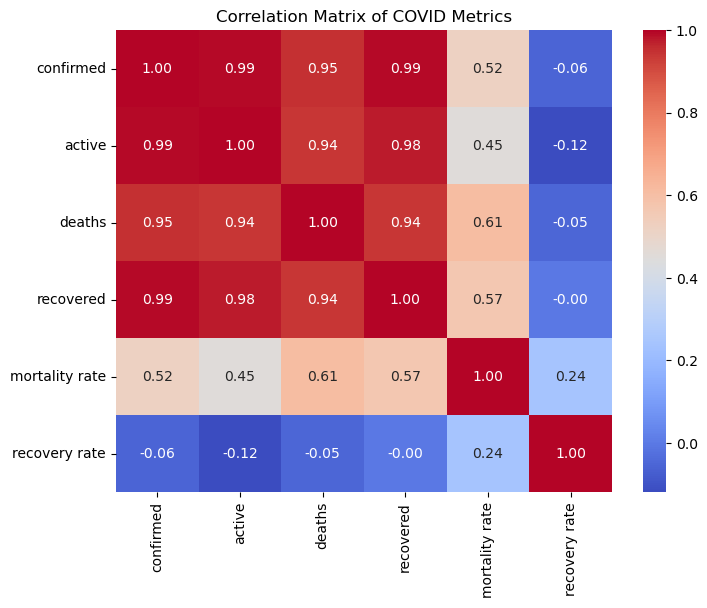 Correlation Matrix of COVID Metrics
confirmed 1.00 0.99 0.95 0.99 0.52 -0.06
active 0.99 1.00 0.94 0.98 0.45 -0.12
deaths 0.95 0.94 1.00 0.94 0.61 -0.05
recovered 0.99 0.98 0.94 1.00 0.57 -0.00
mortality rate 0.52 0.45 0.61 0.57 1.00 0.24
recovery rate -0.06 -0.12 -0.05 -0.00 0.24 1.00
confirmed
active
deaths
recovered
mortality rate
recovery rate
1.0
0.8
0.6
0.4
0.2
0.0